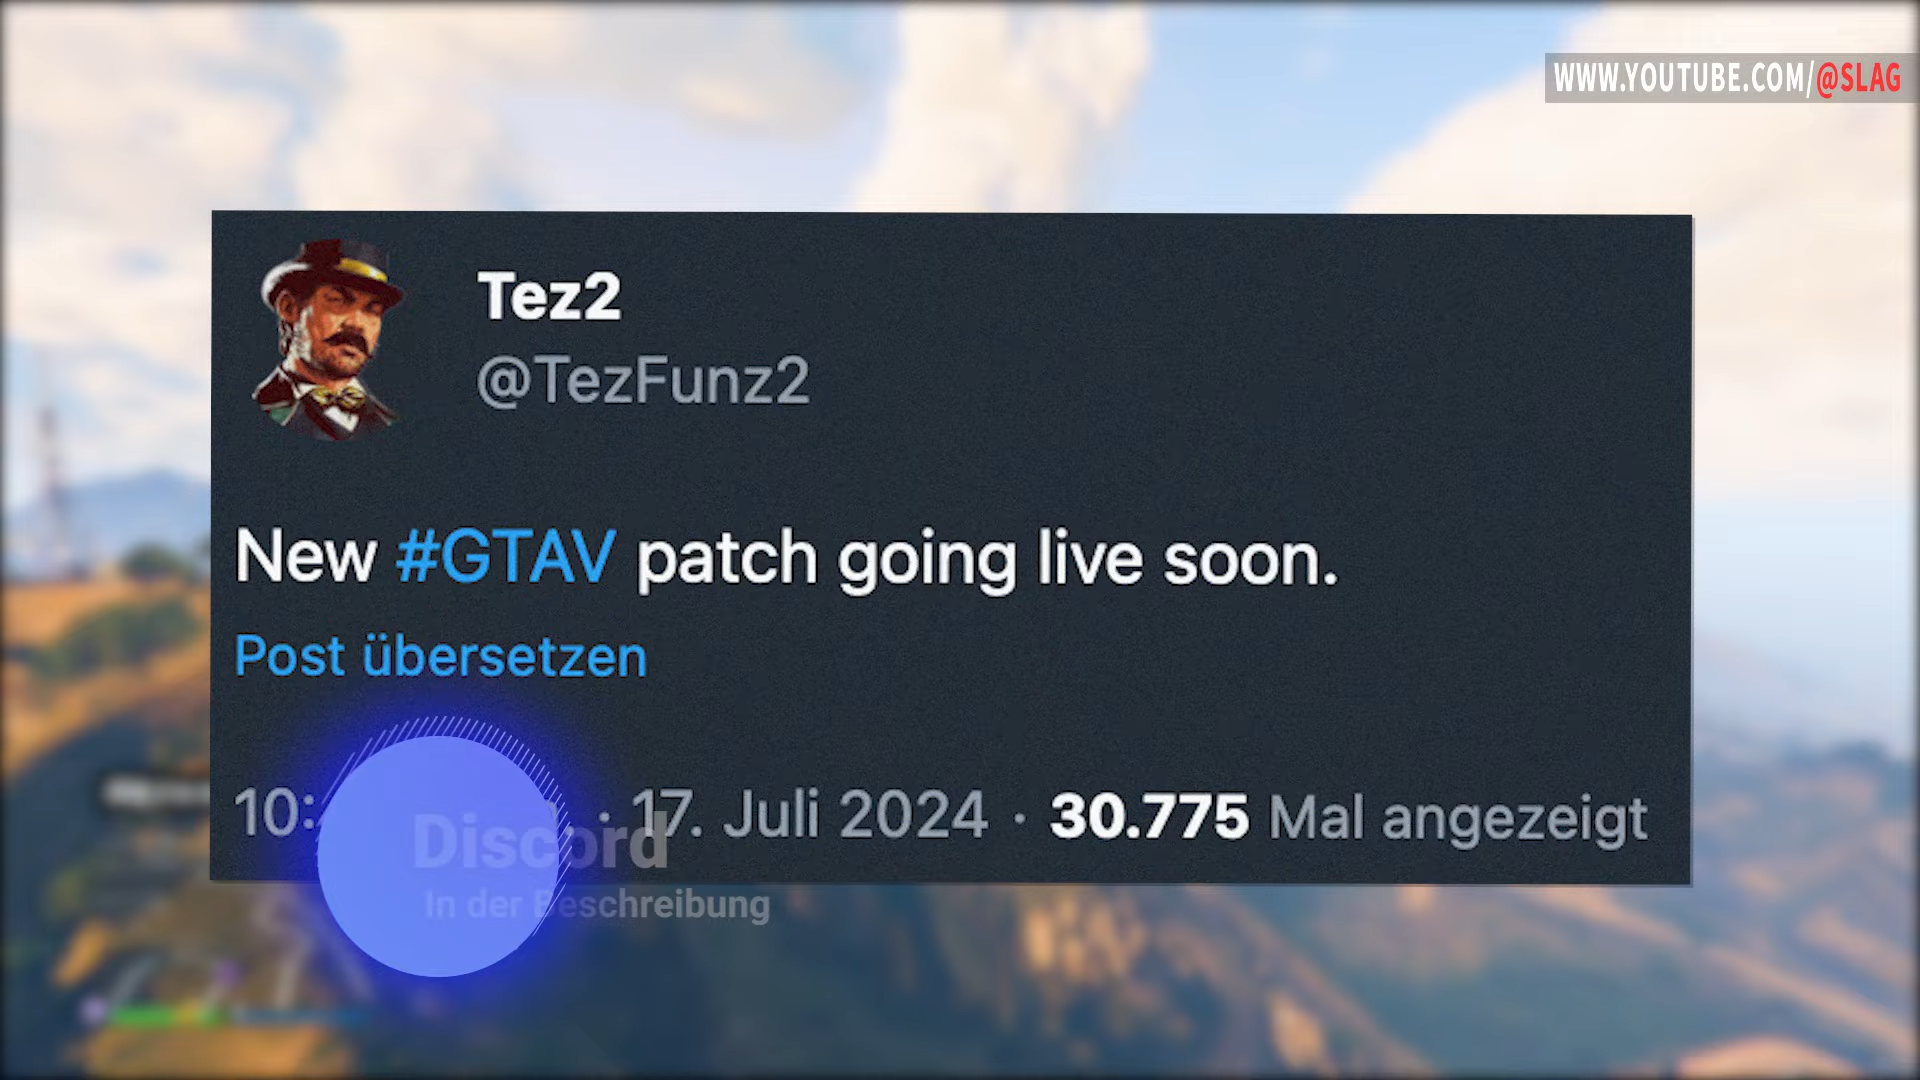 WWW.YOUTUBE.COM/@SLAG
Tez2
@TezFunz2
New #GTAV patch going live soon.
Post übersetzen
10: · 17. Juli 2024 · 30.775 Mal angezeigt
Discord
In der Beschreibung